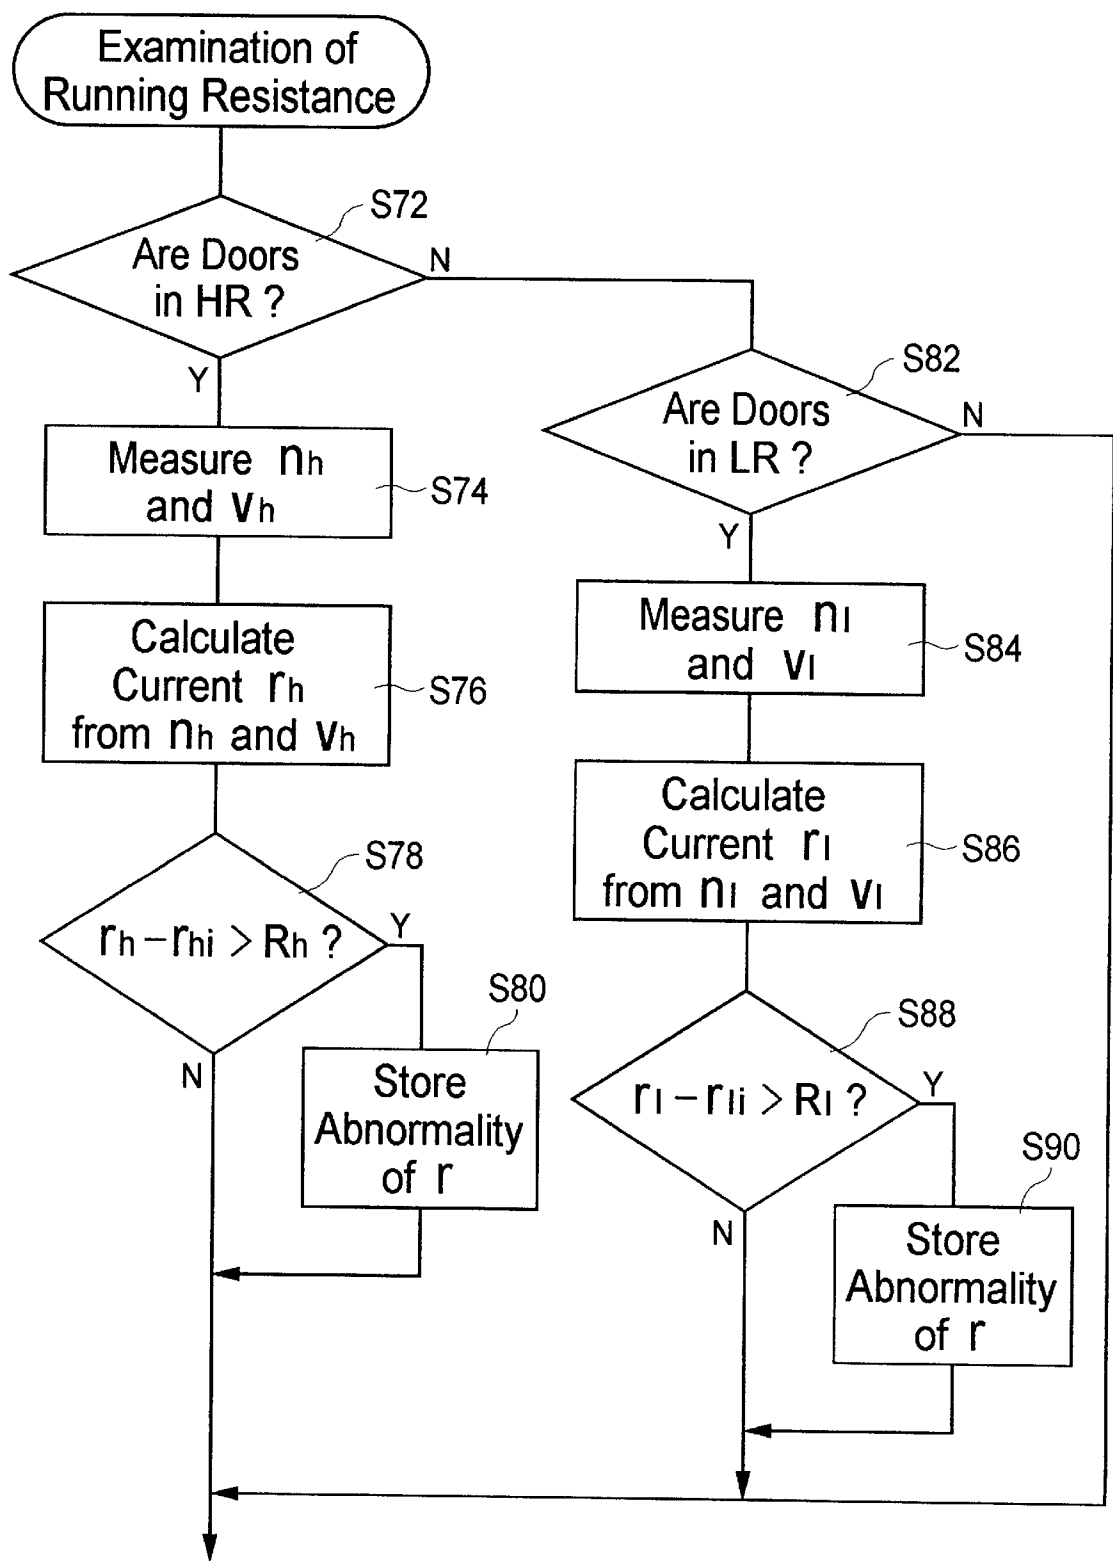 Examination of
Running Resistance
S72
Are Doors
in HR ?
N
Y
S82
Are Doors
in LR ?
N
Y
Measure nh
and vh
S74
Measure nl
and vl
S84
Calculate
Current rh
from nh and vh
S76
Calculate
Current rl
from nl and vl
S86
S78
rh – rhi > Rh ?
Y
N
S80
Store
Abnormality
of r
S88
rl – rli > Rl ?
Y
N
S90
Store
Abnormality
of r